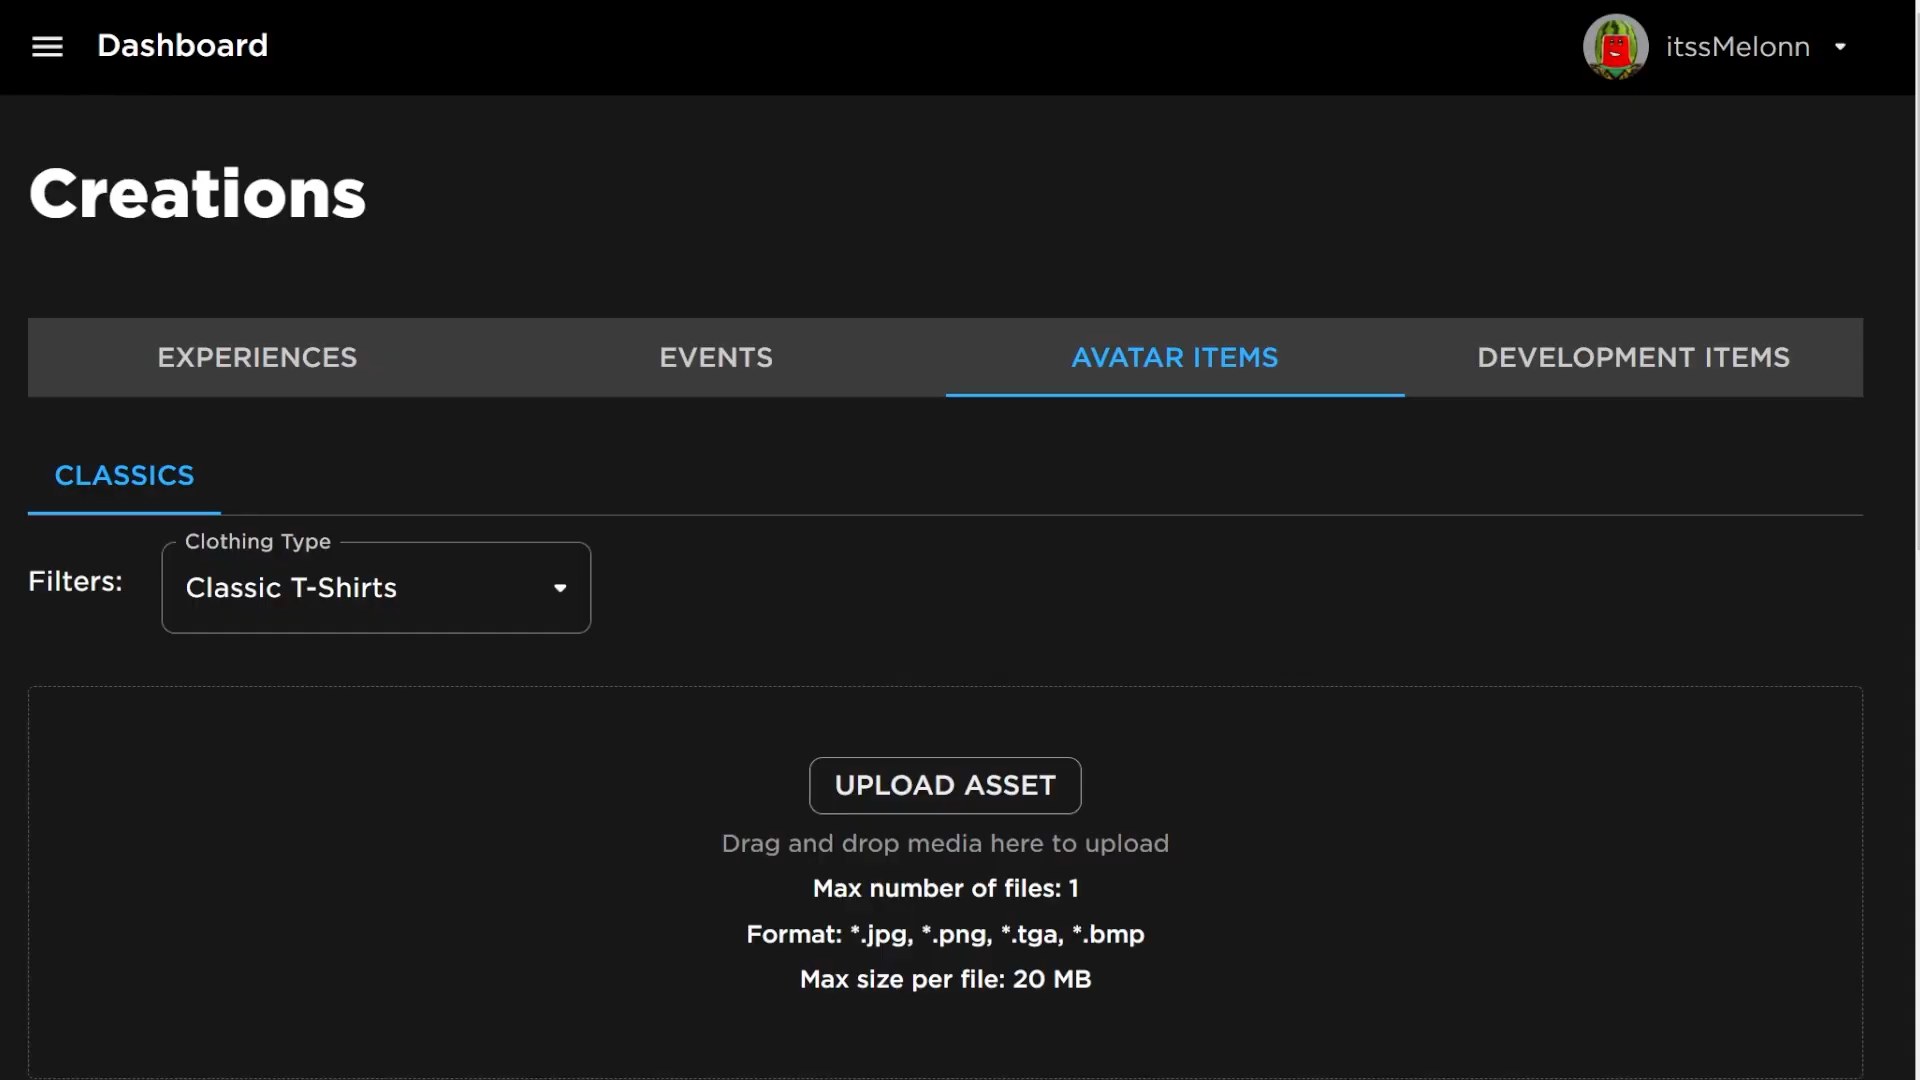 Dashboard
itssMelonn
Creations
EXPERIENCES
EVENTS
AVATAR ITEMS
DEVELOPMENT ITEMS
CLASSICS
Filters:
Clothing Type
Classic T-Shirts
UPLOAD ASSET
Drag and drop media here to upload
Max number of files: 1
Format: *.jpg, *.png, *.tga, *.bmp
Max size per file: 20 MB